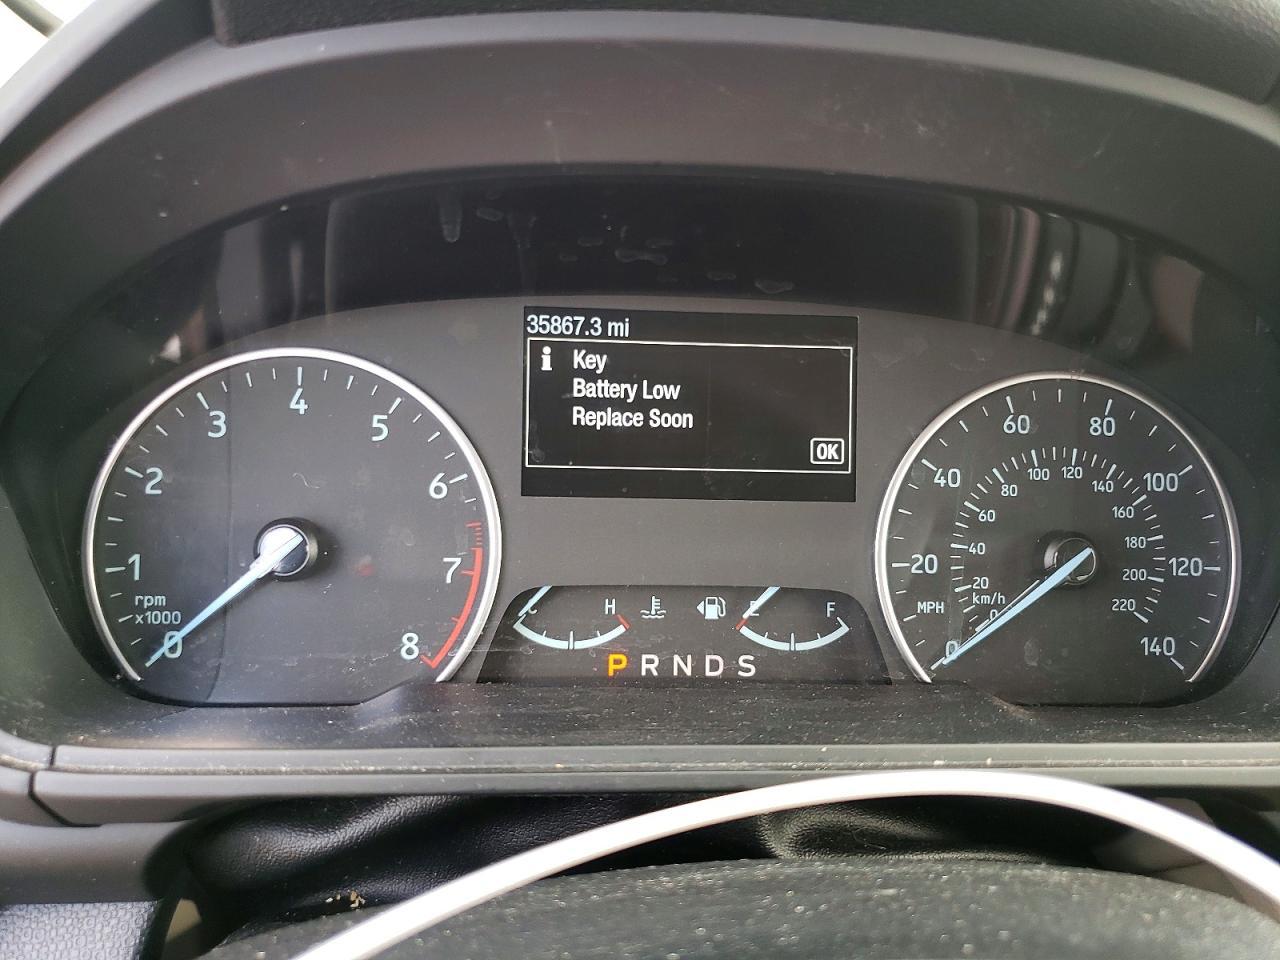 35867.3 mi
i Key
Battery Low
Replace Soon
OK
0 1 2 3 4 5 6 7 8
rpm
x1000
C H
E F
P R N D S
0 20 40 60 80 100 120 140
MPH
0 20 40 60 80 100 120 140 160 180 200 220
km/h